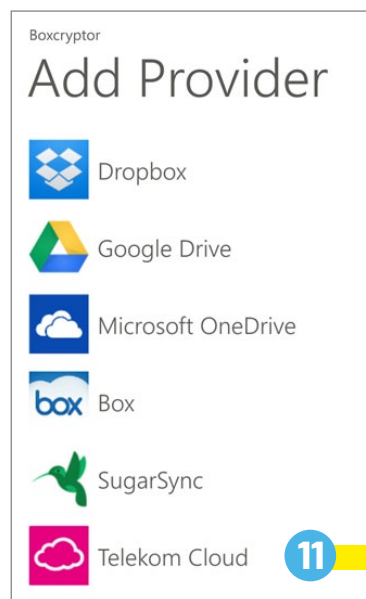 Boxcryptor
Add Provider
Dropbox
Google Drive
Microsoft OneDrive
box Box
SugarSync
Telekom Cloud 11